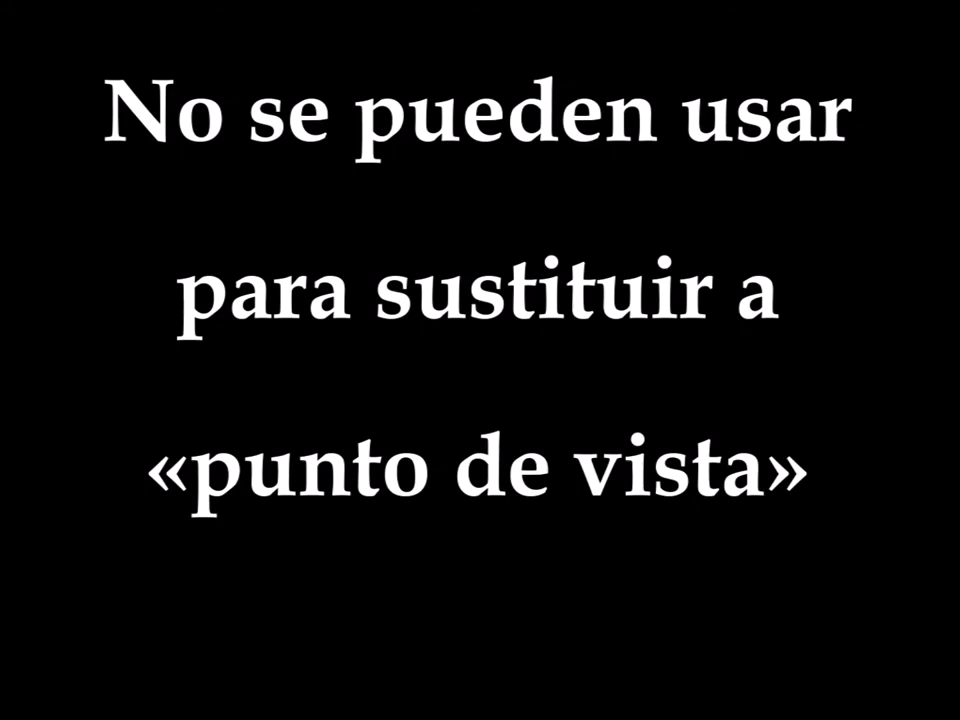 No se pueden usar
para sustituir a
«punto de vista»